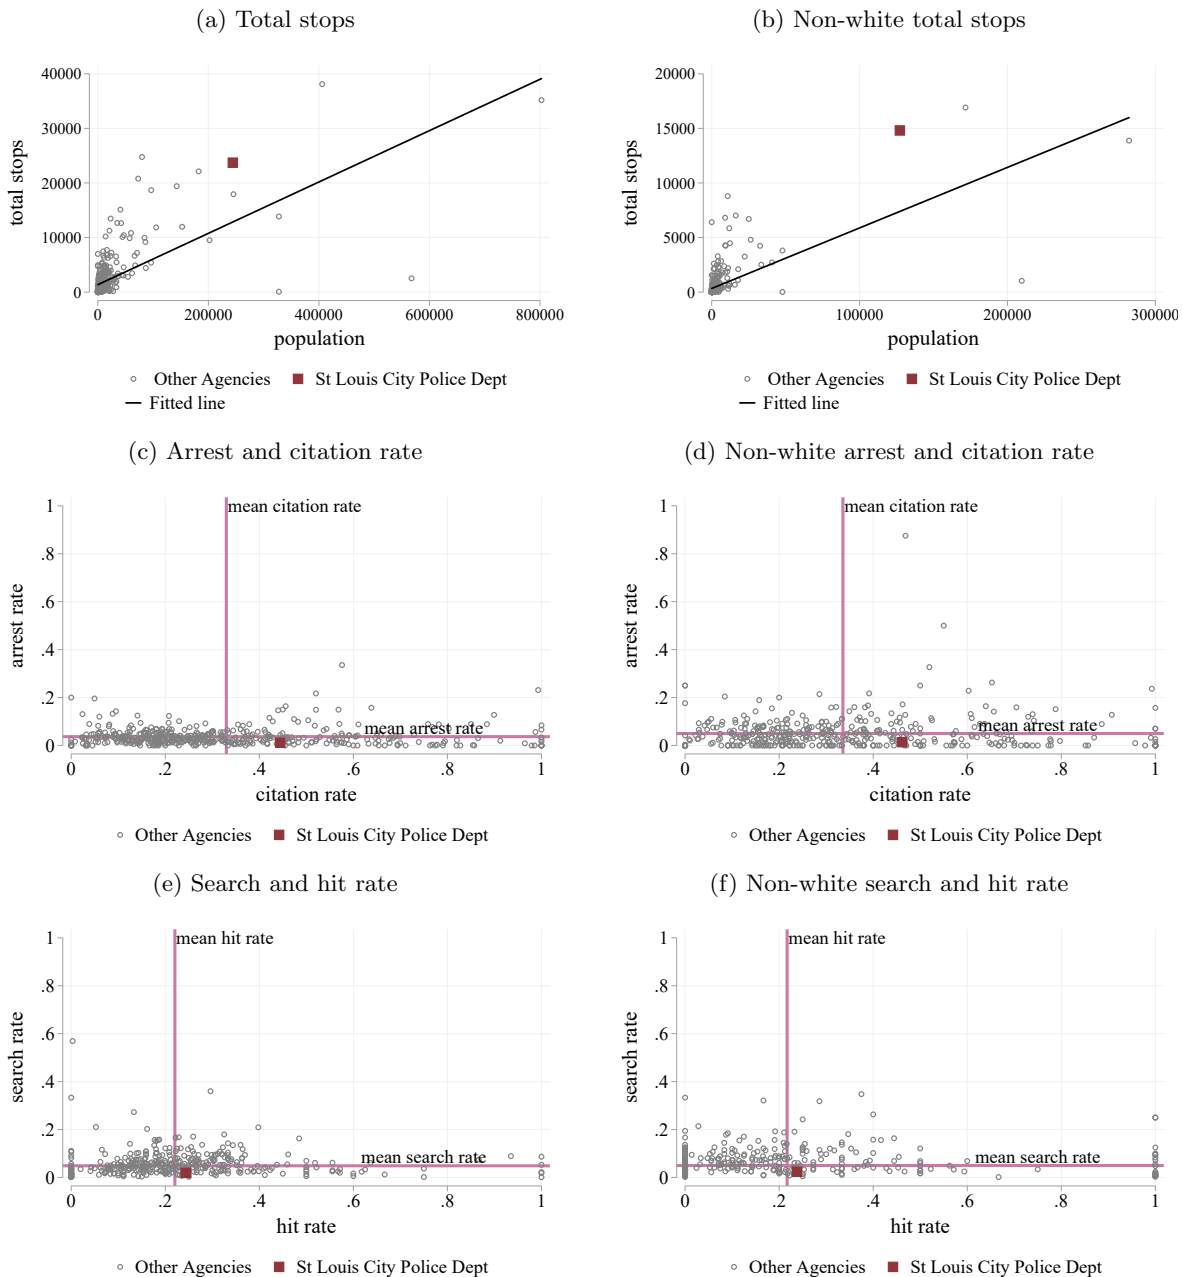 (a) Total stops
(b) Non-white total stops
total stops
40000
30000
20000
10000
0
0 200000 400000 600000 800000
population
Other Agencies St Louis City Police Dept
Fitted line
total stops
20000
15000
10000
5000
0
0 100000 200000 300000
population
Other Agencies St Louis City Police Dept
Fitted line
(c) Arrest and citation rate
(d) Non-white arrest and citation rate
arrest rate
1
.8
.6
.4
.2
0
mean citation rate
mean arrest rate
0 .2 .4 .6 .8 1
citation rate
Other Agencies St Louis City Police Dept
arrest rate
1
.8
.6
.4
.2
0
mean citation rate
mean arrest rate
0 .2 .4 .6 .8 1
citation rate
Other Agencies St Louis City Police Dept
(e) Search and hit rate
(f) Non-white search and hit rate
search rate
1
.8
.6
.4
.2
0
mean hit rate
mean search rate
0 .2 .4 .6 .8 1
hit rate
Other Agencies St Louis City Police Dept
search rate
1
.8
.6
.4
.2
0
mean hit rate
mean search rate
0 .2 .4 .6 .8 1
hit rate
Other Agencies St Louis City Police Dept